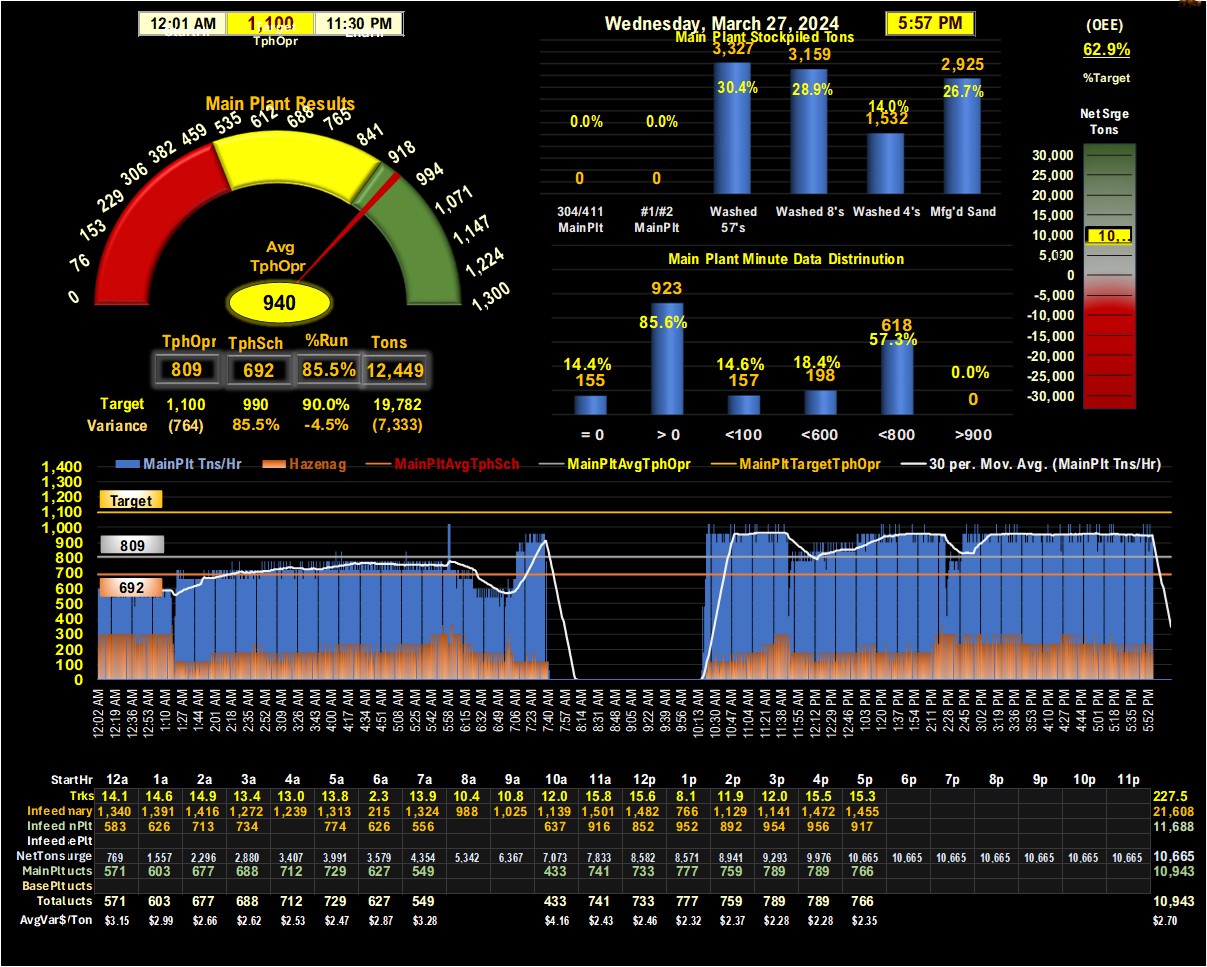 12:01 AM 1,100 11:30 PM
TphOpr
Wednesday, March 27, 2024 5:57 PM
(OEE)
62.9%
%Target
Main Plant Results
0 76 153 229 306 382 459 535 612 688 765 841 918 994 1,071 1,147 1,224 1,300
Avg
TphOpr
940
TphOpr TphSch %Run Tons
809 692 85.5% 12,449
Target 1,100 990 90.0% 19,782
Variance (764) 85.5% -4.5% (7,333)
Main Plant Stockpiled Tons
3,327 3,159 2,925
30.4% 28.9% 14.0% 26.7%
0.0% 0.0% 1,532
0 0
304/411 #1/#2 Washed Washed 8's Washed 4's Mfg'd Sand
MainPlt MainPlt 57's
Main Plant Minute Data Distrinution
923
85.6% 618
57.3%
14.4% 14.6% 18.4% 0.0%
155 157 198 0
= 0 > 0 <100 <600 <800 >900
Net Srge
Tons
30,000
25,000
20,000
15,000
10,000 10...
5,000
0
-5,000
-10,000
-15,000
-20,000
-25,000
-30,000
MainPlt Tns/Hr Hazenag MainPltAvgTphSch MainPltAvgTphOpr MainPltTargetTphOpr 30 per. Mov. Avg. (MainPlt Tns/Hr)
1,400
1,300
1,200
1,100
1,000
900
800
700
600
500
400
300
200
100
0
Target
809
692
12:02 AM 12:19 AM 12:36 AM 12:53 AM 1:10 AM 1:27 AM 1:44 AM 2:01 AM 2:18 AM 2:35 AM 2:52 AM 3:09 AM 3:26 AM 3:43 AM 4:00 AM 4:17 AM 4:34 AM 4:51 AM 5:08 AM 5:25 AM 5:42 AM 5:58 AM 6:15 AM 6:32 AM 6:49 AM 7:06 AM 7:23 AM 7:40 AM 7:57 AM 8:14 AM 8:31 AM 8:48 AM 9:05 AM 9:22 AM 9:39 AM 9:56 AM 10:13 AM 10:30 AM 10:47 AM 11:04 AM 11:21 AM 11:38 AM 11:55 AM 12:12 PM 12:29 PM 12:46 PM 1:03 PM 1:20 PM 1:37 PM 1:54 PM 2:11 PM 2:28 PM 2:45 PM 3:02 PM 3:19 PM 3:36 PM 3:53 PM 4:10 PM 4:27 PM 4:44 PM 5:01 PM 5:18 PM 5:35 PM 5:52 PM
StartHr 12a 1a 2a 3a 4a 5a 6a 7a 8a 9a 10a 11a 12p 1p 2p 3p 4p 5p 6p 7p 8p 9p 10p 11p
Trks 14.1 14.6 14.9 13.4 13.0 13.8 2.3 13.9 10.4 10.8 12.0 15.8 15.6 8.1 11.9 12.0 15.5 15.3 227.5
Infeed nary 1,340 1,391 1,416 1,272 1,239 1,313 215 1,324 988 1,025 1,139 1,501 1,482 766 1,129 1,141 1,472 1,455 21,608
Infeed nPlt 583 626 713 734 774 626 556 637 916 852 952 892 954 956 917 11,688
Infeed ePlt
NetTons urge 769 1,557 2,296 2,880 3,407 3,991 3,579 4,354 5,342 6,367 7,073 7,833 8,582 8,571 8,941 9,293 9,976 10,665 10,665 10,665 10,665 10,665 10,665 10,665 10,665
MainPlt ucts 571 603 677 688 712 729 627 549 433 741 733 777 759 789 789 766 10,943
BasePlt ucts
Total ucts 571 603 677 688 712 729 627 549 433 741 733 777 759 789 789 766 10,943
AvgVar$/Ton $3.15 $2.99 $2.66 $2.62 $2.53 $2.47 $2.87 $3.28 $4.16 $2.43 $2.46 $2.32 $2.37 $2.28 $2.28 $2.35 $2.70